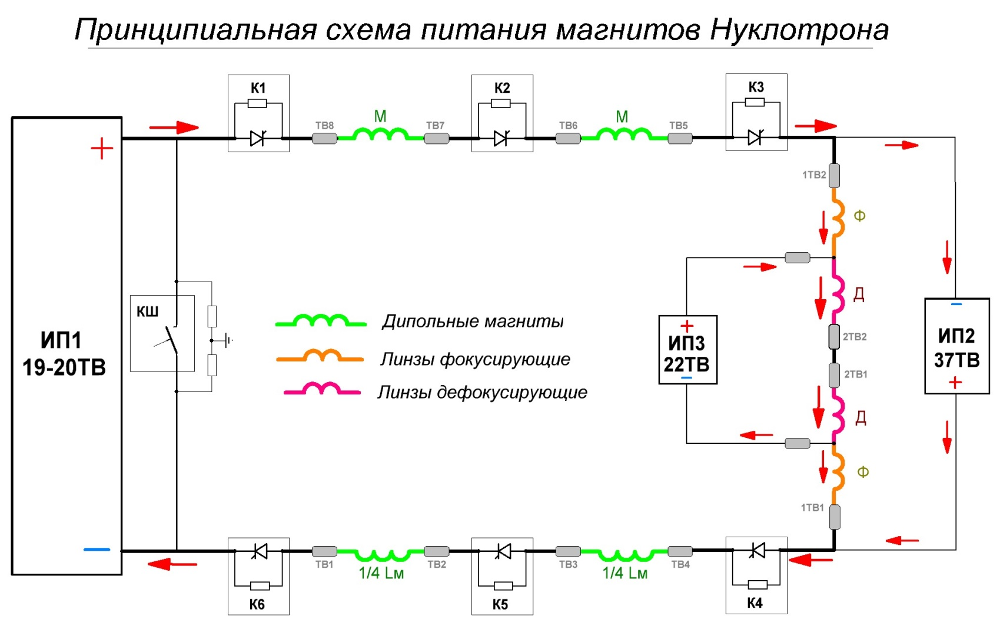 Принципиальная схема питания магнитов Нуклотрона
К1
К2
К3
М
М
ТВ8
ТВ7
ТВ6
ТВ5
+
1ТВ2
Ф
Д
КШ
Дипольные магниты
Линзы фокусирующие
Линзы дефокусирующие
ИП1
19-20ТВ
+
ИП3
22ТВ
−
2ТВ2
2ТВ1
−
ИП2
37ТВ
+
Д
Ф
1ТВ1
−
ТВ1
ТВ2
ТВ3
ТВ4
1/4 Lм
1/4 Lм
К6
К5
К4